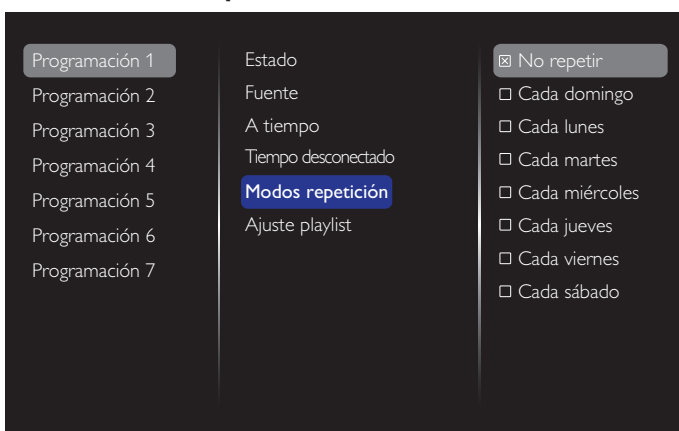 Programación 1
Programación 2
Programación 3
Programación 4
Programación 5
Programación 6
Programación 7
Estado
Fuente
A tiempo
Tiempo desconectado
Modos repetición
Ajuste playlist
☒ No repetir
☐ Cada domingo
☐ Cada lunes
☐ Cada martes
☐ Cada miércoles
☐ Cada jueves
☐ Cada viernes
☐ Cada sábado